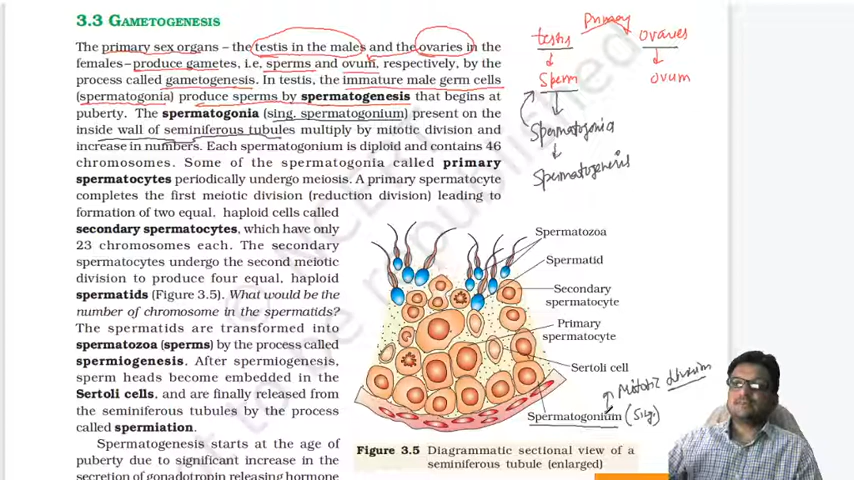 3.3 GAMETOGENESIS
The primary sex organs – the testis in the males and the ovaries in the
females– produce gametes, i.e, sperms and ovum, respectively, by the
process called gametogenesis. In testis, the immature male germ cells
(spermatogonia) produce sperms by spermatogenesis that begins at
puberty. The spermatogonia (sing. spermatogonium) present on the
inside wall of seminiferous tubules multiply by mitotic division and
increase in numbers. Each spermatogonium is diploid and contains 46
chromosomes. Some of the spermatogonia called primary
spermatocytes periodically undergo meiosis. A primary spermatocyte
completes the first meiotic division (reduction division) leading to
formation of two equal, haploid cells called
secondary spermatocytes, which have only
23 chromosomes each. The secondary
spermatocytes undergo the second meiotic
division to produce four equal, haploid
spermatids (Figure 3.5). What would be the
number of chromosome in the spermatids?
The spermatids are transformed into
spermatozoa (sperms) by the process called
spermiogenesis. After spermiogenesis,
sperm heads become embedded in the
Sertoli cells, and are finally released from
the seminiferous tubules by the process
called spermiation.
Spermatogenesis starts at the age of
puberty due to significant increase in the
secretion of gonadotropin releasing hormone
Primary
testis
ovaries
Sperm
ovum
Spermatogonia
Spermatogenesis
Spermatozoa
Spermatid
Secondary
spermatocyte
Primary
spermatocyte
Sertoli cell
Mitotic division
Spermatogonium (sing)
Figure 3.5 Diagrammatic sectional view of a
seminiferous tubule (enlarged)